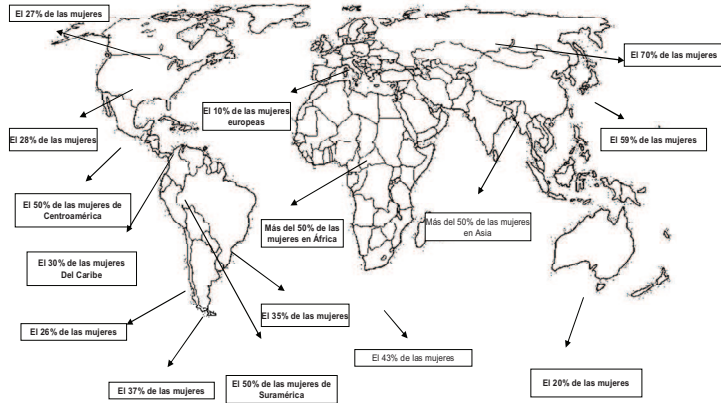 El 27% de las mujeres
El 70% de las mujeres
El 10% de las mujeres
europeas
El 28% de las mujeres
El 59% de las mujeres
El 50% de las mujeres de
Centroamérica
Más del 50% de las
mujeres en África
Más del 50% de las mujeres
en Asia
El 30% de las mujeres
Del Caribe
El 35% de las mujeres
El 26% de las mujeres
El 43% de las mujeres
El 37% de las mujeres
El 50% de las mujeres de
Suramérica
El 20% de las mujeres